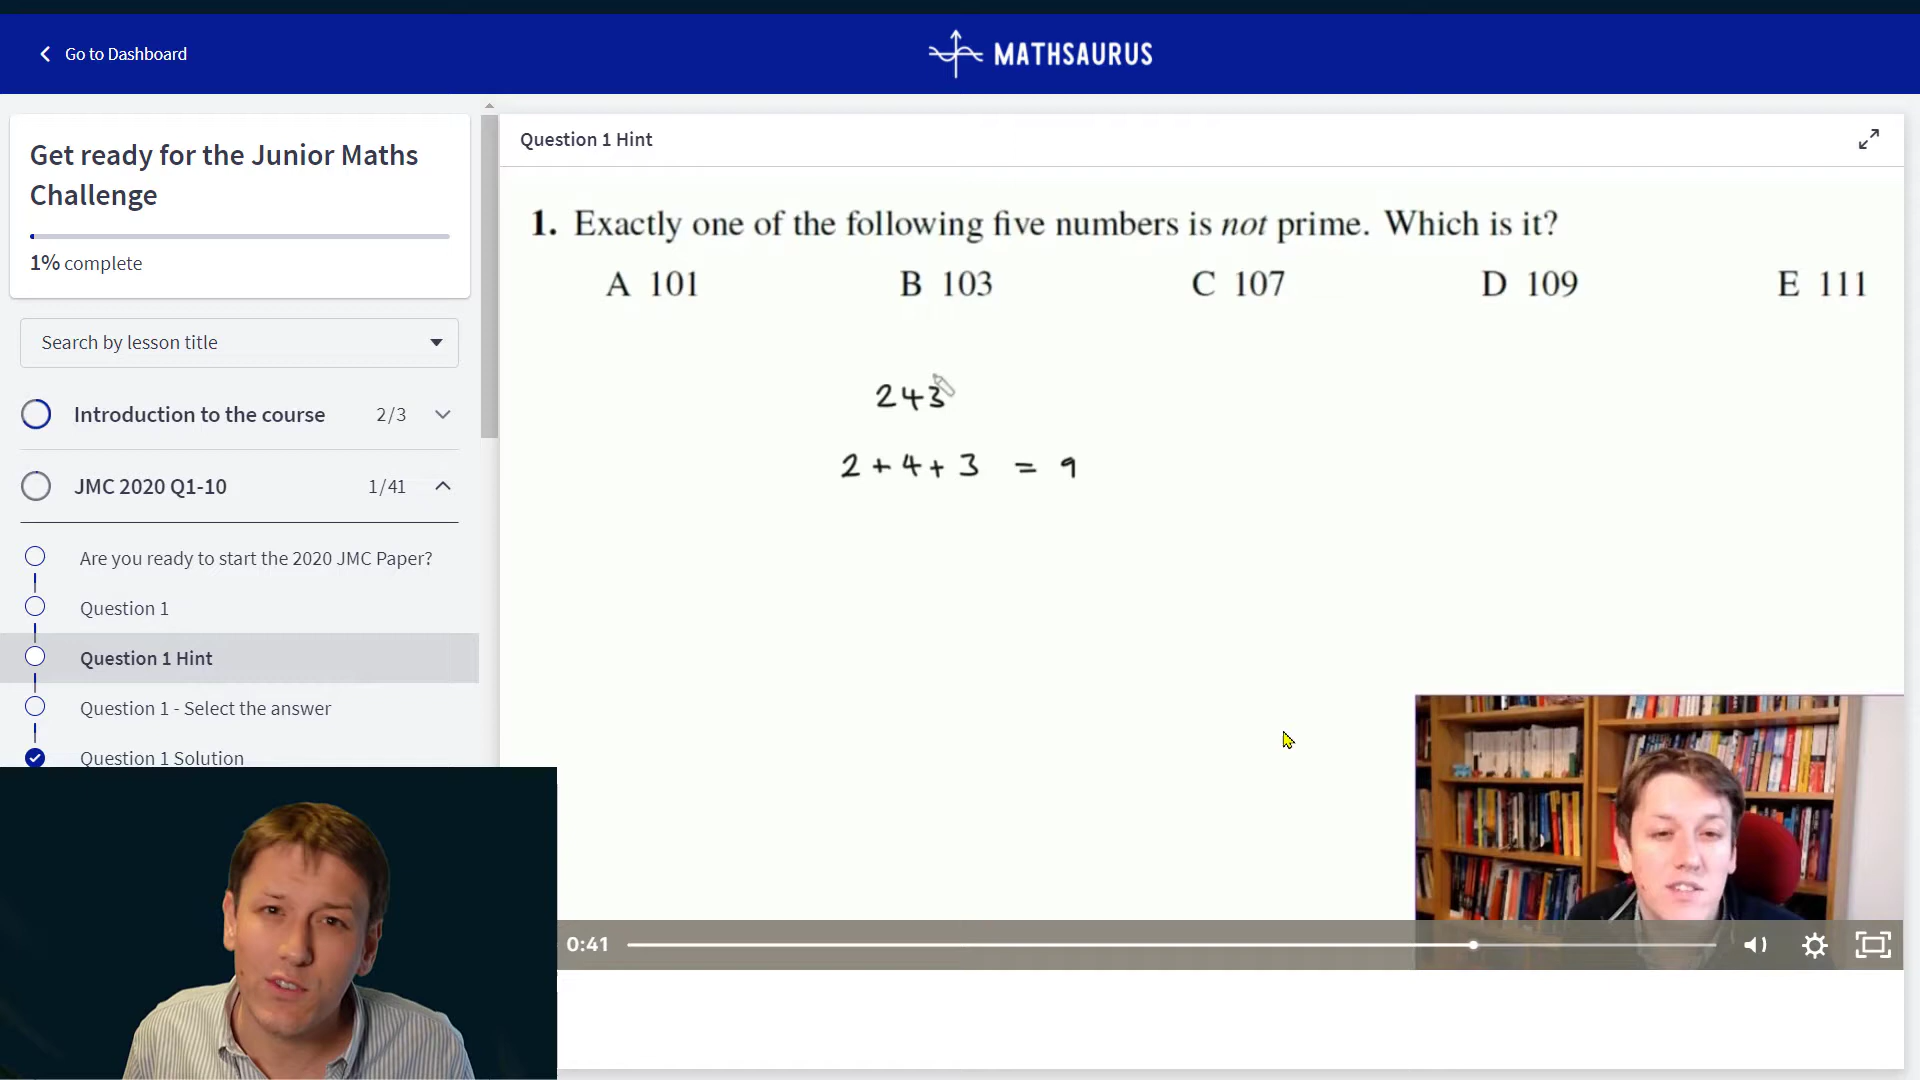 Go to Dashboard
MATHSAURUS
Get ready for the Junior Maths
Challenge
1% complete
Search by lesson title
Introduction to the course 2/3
JMC 2020 Q1-10 1/41
Are you ready to start the 2020 JMC Paper?
Question 1
Question 1 Hint
Question 1 - Select the answer
Question 1 Solution
Question 1 Hint
1. Exactly one of the following five numbers is not prime. Which is it?
A 101 B 103 C 107 D 109 E 111
243
2 + 4 + 3 = 9
0:41